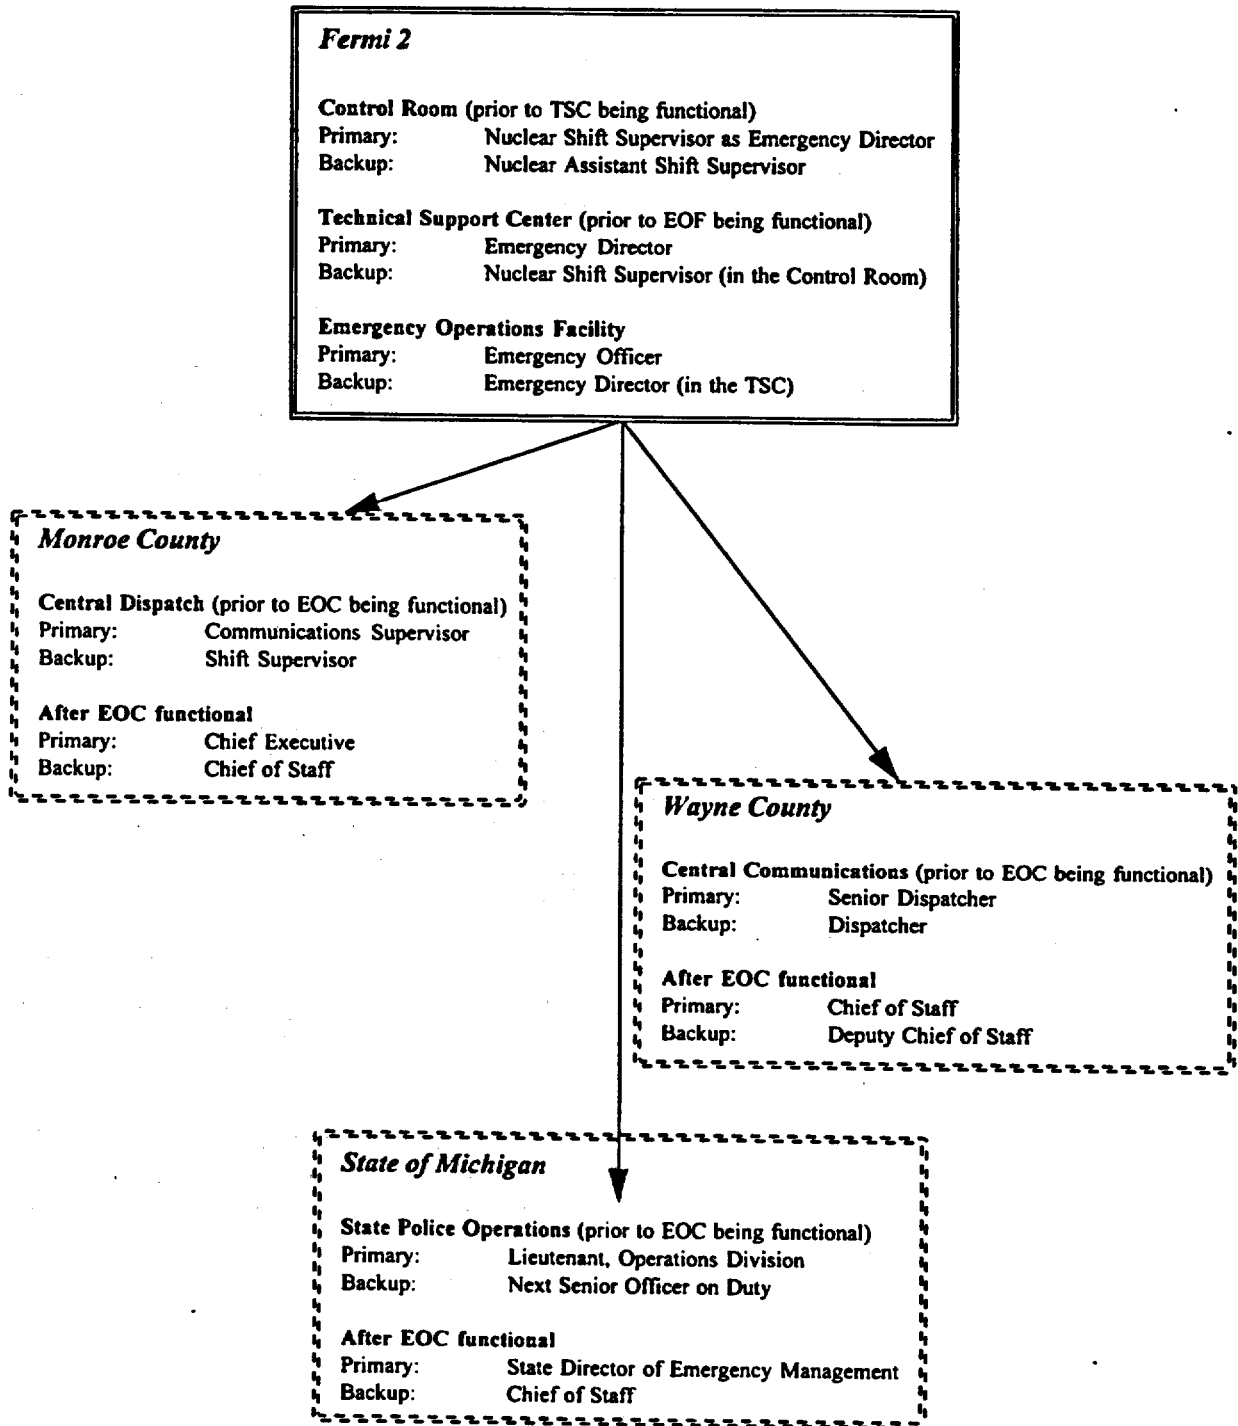 Fermi 2
Control Room (prior to TSC being functional)
Primary: Nuclear Shift Supervisor as Emergency Director
Backup: Nuclear Assistant Shift Supervisor
Technical Support Center (prior to EOF being functional)
Primary: Emergency Director
Backup: Nuclear Shift Supervisor (in the Control Room)
Emergency Operations Facility
Primary: Emergency Officer
Backup: Emergency Director (in the TSC)
Monroe County
Central Dispatch (prior to EOC being functional)
Primary: Communications Supervisor
Backup: Shift Supervisor
After EOC functional
Primary: Chief Executive
Backup: Chief of Staff
Wayne County
Central Communications (prior to EOC being functional)
Primary: Senior Dispatcher
Backup: Dispatcher
After EOC functional
Primary: Chief of Staff
Backup: Deputy Chief of Staff
State of Michigan
State Police Operations (prior to EOC being functional)
Primary: Lieutenant, Operations Division
Backup: Next Senior Officer on Duty
After EOC functional
Primary: State Director of Emergency Management
Backup: Chief of Staff